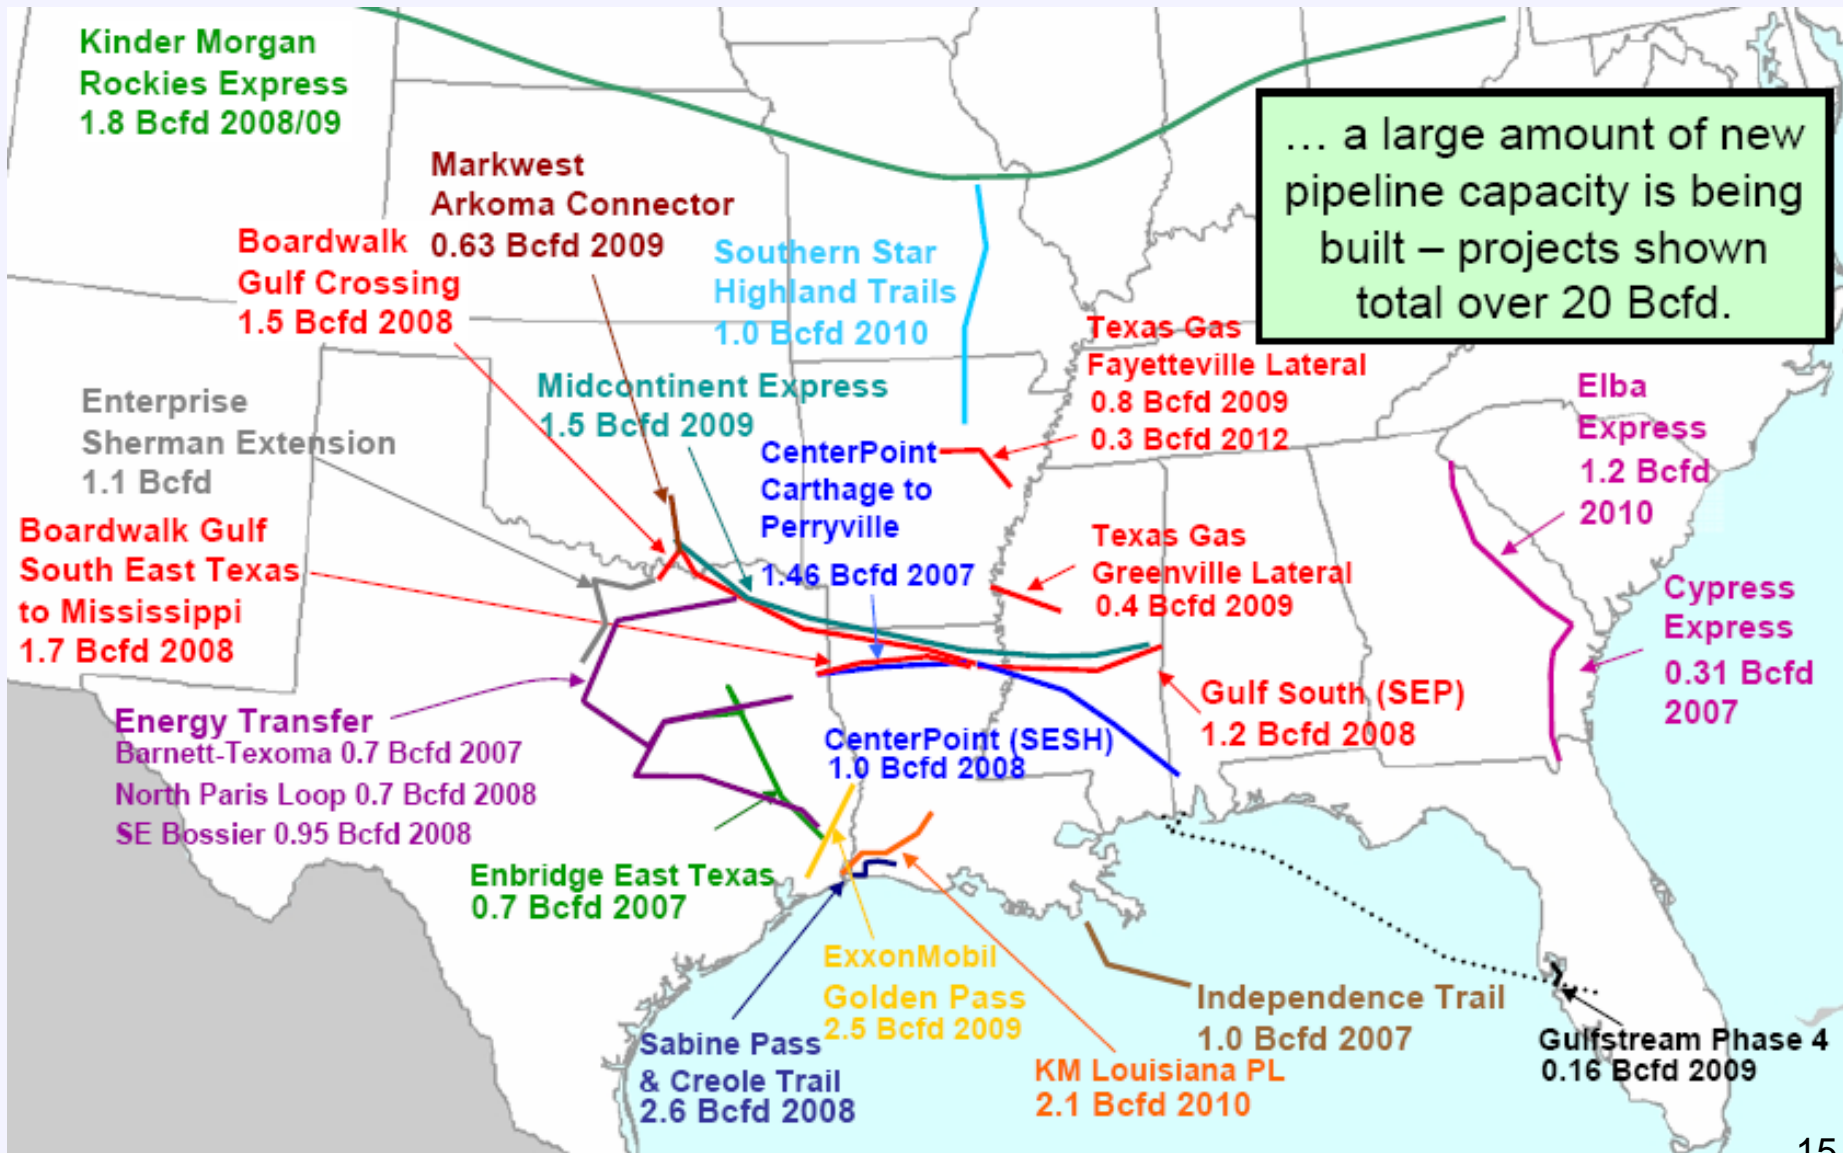 Kinder Morgan
Rockies Express
1.8 Bcfd 2008/09
... a large amount of new
pipeline capacity is being
built – projects shown
total over 20 Bcfd.
Markwest
Arkoma Connector
0.63 Bcfd 2009
Boardwalk
Gulf Crossing
1.5 Bcfd 2008
Southern Star
Highland Trails
1.0 Bcfd 2010
Texas Gas
Fayetteville Lateral
0.8 Bcfd 2009
0.3 Bcfd 2012
Enterprise
Sherman Extension
1.1 Bcfd
Midcontinent Express
1.5 Bcfd 2009
Elba
Express
1.2 Bcfd
2010
CenterPoint
Carthage to
Perryville
1.46 Bcfd 2007
Boardwalk Gulf
South East Texas
to Mississippi
1.7 Bcfd 2008
Texas Gas
Greenville Lateral
0.4 Bcfd 2009
Cypress
Express
0.31 Bcfd
2007
Gulf South (SEP)
1.2 Bcfd 2008
Energy Transfer
Barnett-Texoma 0.7 Bcfd 2007
North Paris Loop 0.7 Bcfd 2008
SE Bossier 0.95 Bcfd 2008
CenterPoint (SESH)
1.0 Bcfd 2008
Enbridge East Texas
0.7 Bcfd 2007
ExxonMobil
Golden Pass
2.5 Bcfd 2009
Independence Trail
1.0 Bcfd 2007
Sabine Pass
& Creole Trail
2.6 Bcfd 2008
KM Louisiana PL
2.1 Bcfd 2010
Gulfstream Phase 4
0.16 Bcfd 2009
15